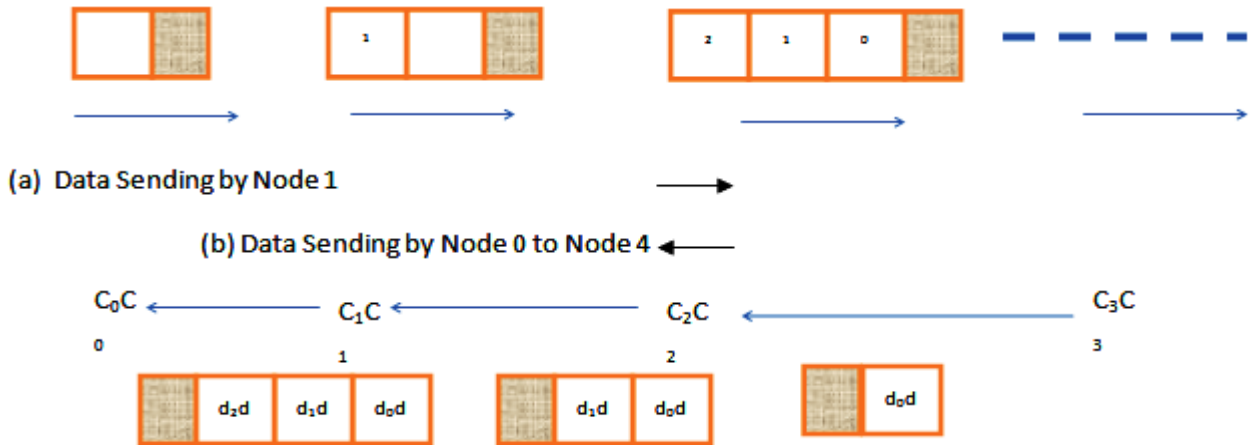 1
2 1 0
(a) Data Sending by Node 1
(b) Data Sending by Node 0 to Node 4
C₀C C₁C C₂C C₃C
0 1 2 3
d₂d d₁d d₀d d₁d d₀d d₀d